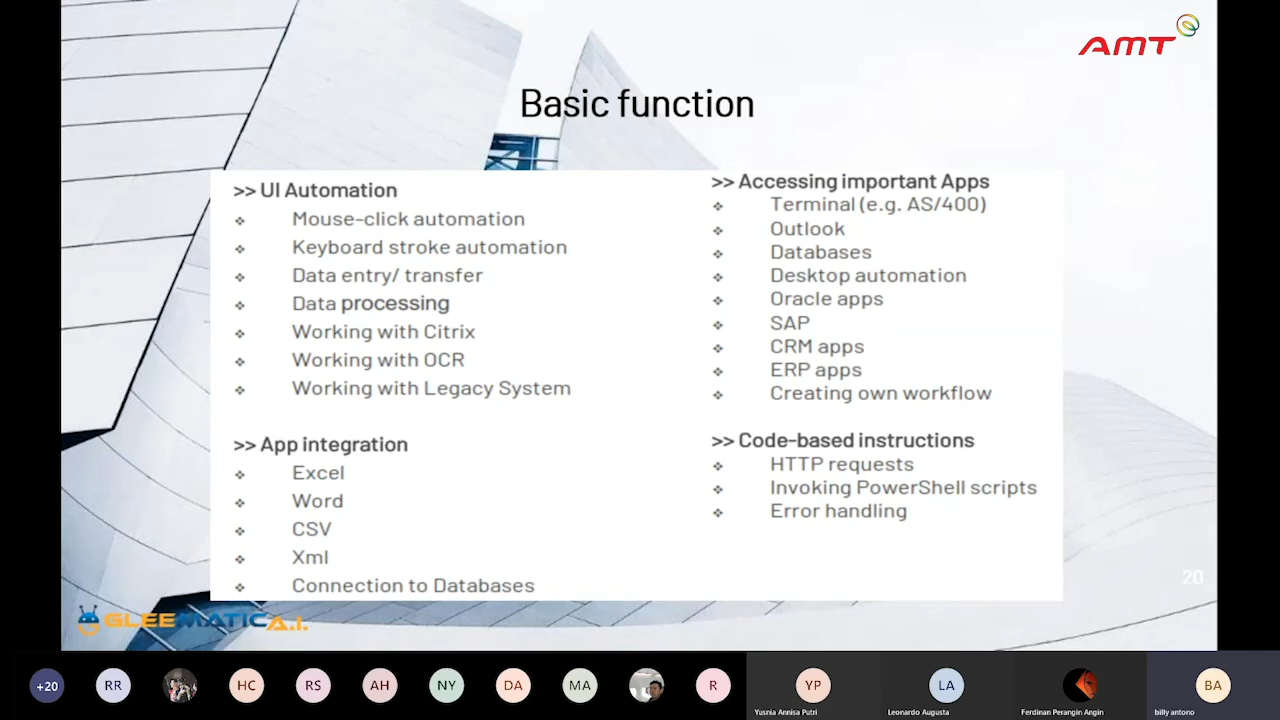 AMT
Basic function
>> UI Automation
Mouse-click automation
Keyboard stroke automation
Data entry/ transfer
Data processing
Working with Citrix
Working with OCR
Working with Legacy System
>> App integration
Excel
Word
CSV
Xml
Connection to Databases
>> Accessing important Apps
Terminal (e.g. AS/400)
Outlook
Databases
Desktop automation
Oracle apps
SAP
CRM apps
ERP apps
Creating own workflow
>> Code-based instructions
HTTP requests
Invoking PowerShell scripts
Error handling
20
GLEEMATIC A.I.
+20
RR
HC
RS
AH
NY
DA
MA
R
YP
LA
BA
Yusnia Annisa Putri
Leonardo Augusta
Ferdinan Perangin Angin
billy antono